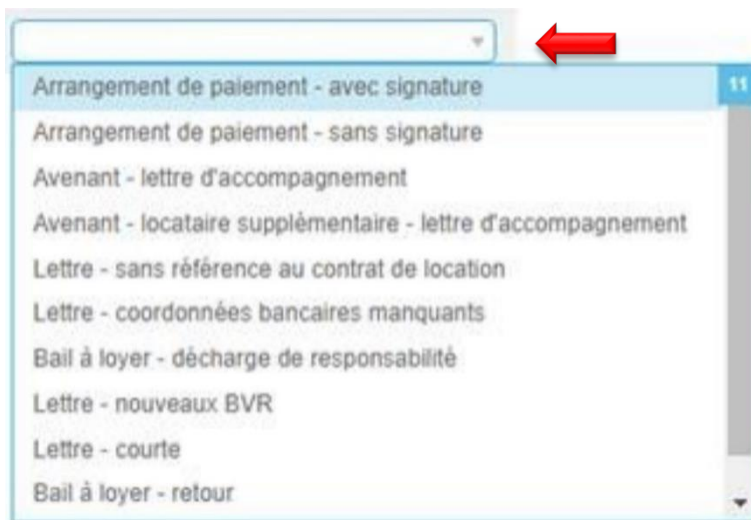 Arrangement de paiement - avec signature
11
Arrangement de paiement - sans signature
Avenant - lettre d'accompagnement
Avenant - locataire supplémentaire - lettre d'accompagnement
Lettre - sans référence au contrat de location
Lettre - coordonnées bancaires manquants
Bail à loyer - décharge de responsabilité
Lettre - nouveaux BVR
Lettre - courte
Bail à loyer - retour